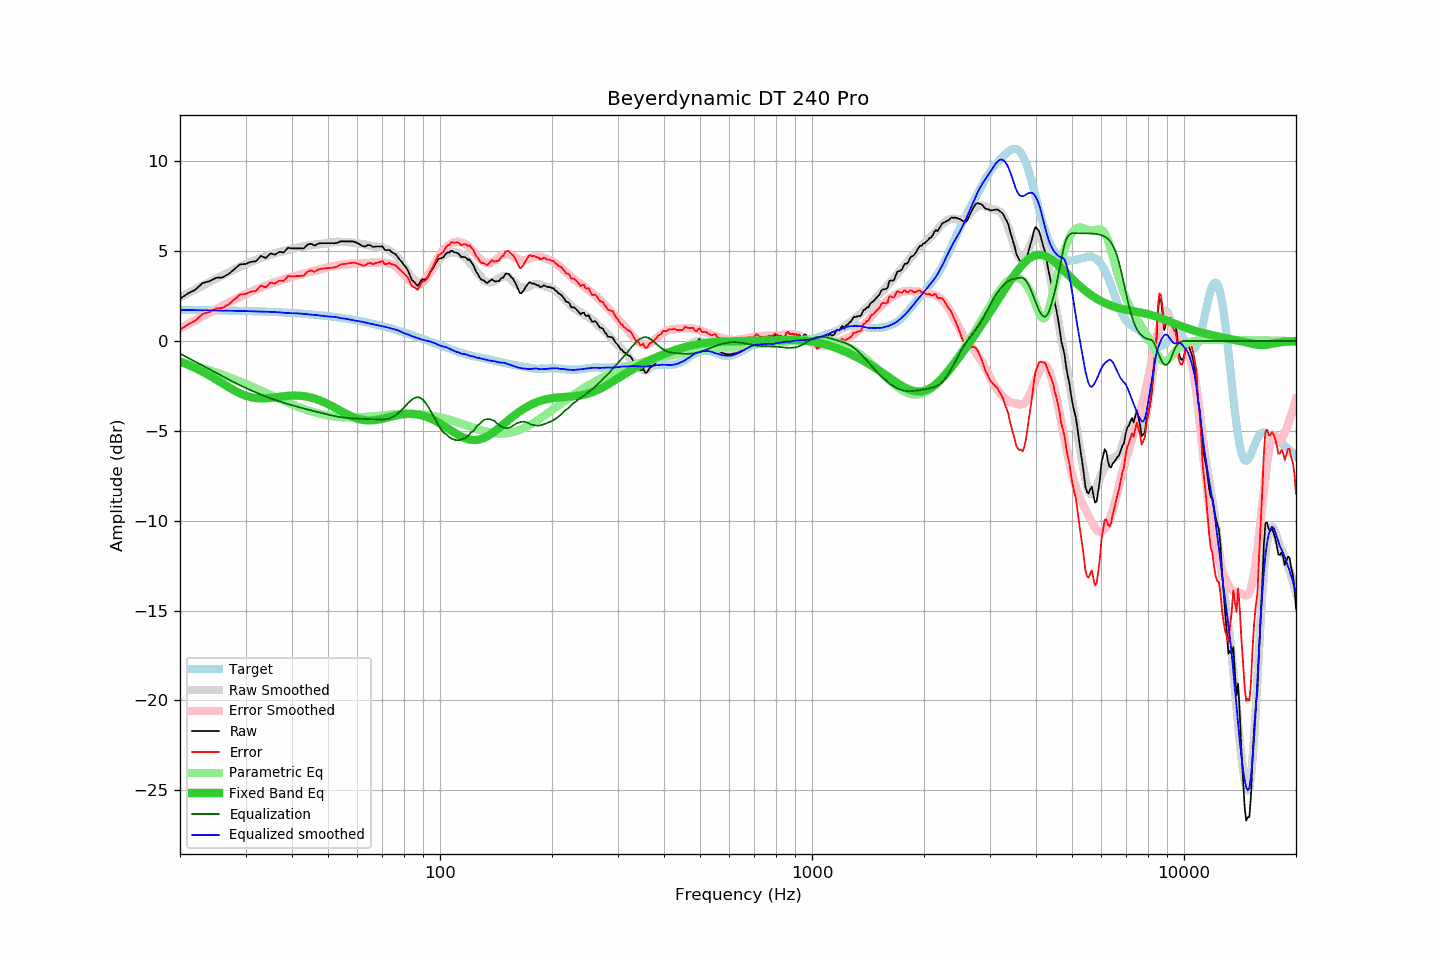 Beyerdynamic DT 240 Pro
10
5
0
−5
−10
−15
−20
−25
Amplitude (dBr)
Target
Raw Smoothed
Error Smoothed
Raw
Error
Parametric Eq
Fixed Band Eq
Equalization
Equalized smoothed
100
1000
10000
Frequency (Hz)